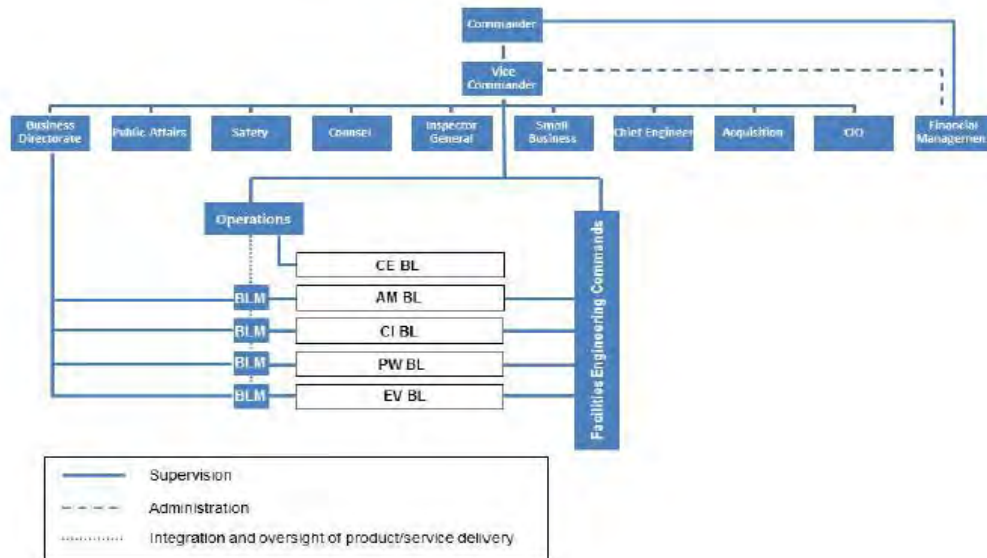 Commander
Vice
Commander
Business
Directorate
Public Affairs
Safety
Counsel
Inspector
General
Small
Business
Chief Engineer
Acquisition
CIO
Financial
Managemen
Operations
CE BL
BLM
AM BL
BLM
CI BL
BLM
PW BL
BLM
EV BL
Facilities Engineering Commands
Supervision
Administration
Integration and oversight of product/service delivery